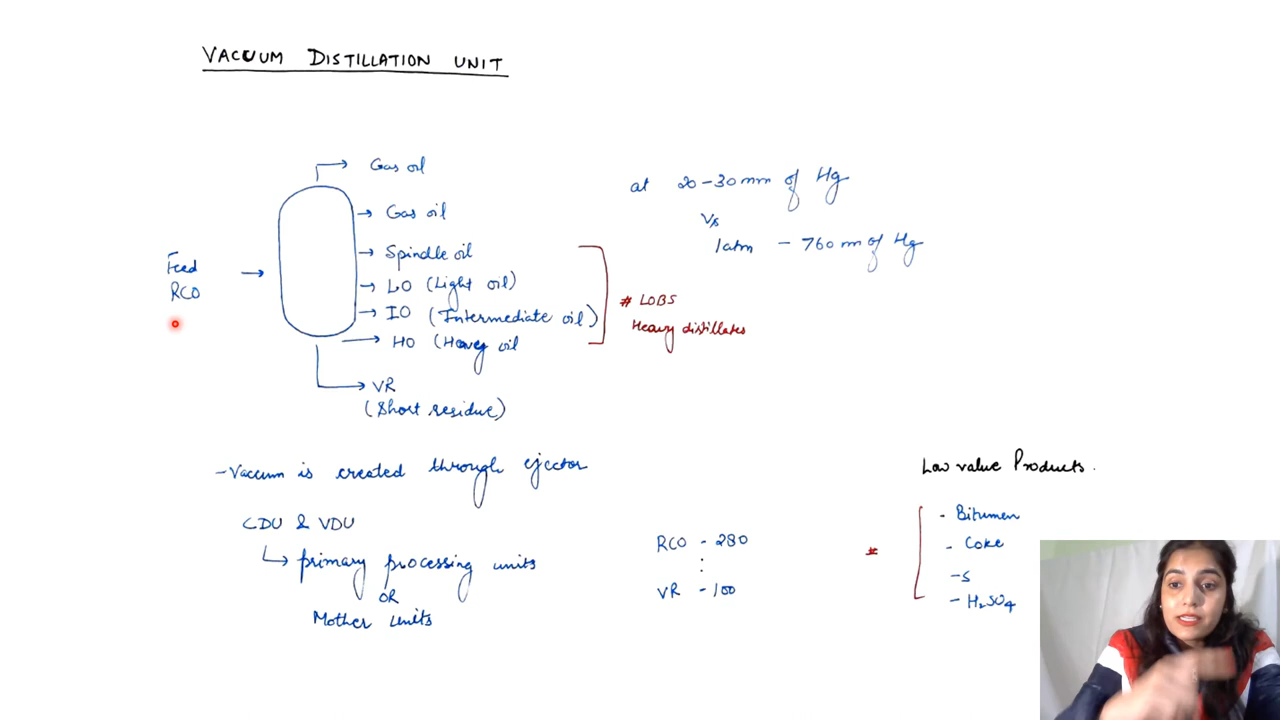 VACUUM DISTILLATION UNIT
Gas oil
Gas oil
Spindle oil
LO (Light oil)
IO (Intermediate oil)
HO (Heavy oil
VR
(Short residue)
Feed
RCO
at 20-30 mm of Hg
V/s
1atm - 760 m of Hg
# LOBS
Heavy distillates
- Vaccum is created through ejector
CDU & VDU
↳ primary processing units
OR
Mother units
RCO - 280
:
VR - 100
Low value Products.
*
- Bitumen
- Coke
- S
- H₂SO₄